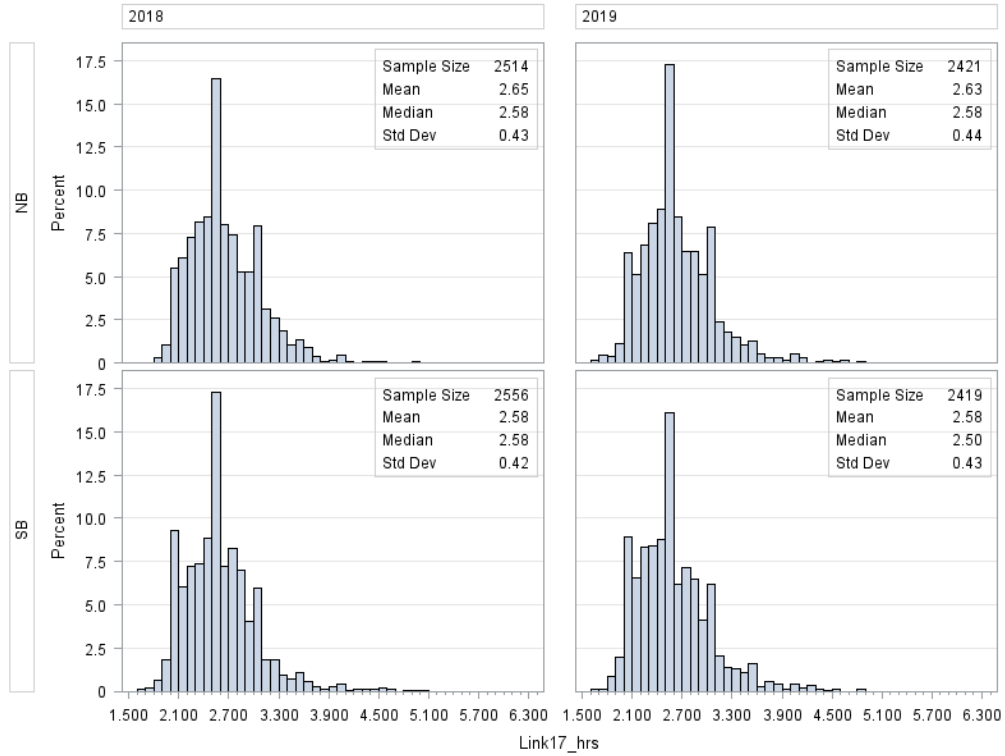 2018
2019
NB
Percent
17.5
15.0
12.5
10.0
7.5
5.0
2.5
0
Sample Size 2514
Mean 2.65
Median 2.58
Std Dev 0.43
Sample Size 2421
Mean 2.63
Median 2.58
Std Dev 0.44
SB
Percent
17.5
15.0
12.5
10.0
7.5
5.0
2.5
0
Sample Size 2556
Mean 2.58
Median 2.58
Std Dev 0.42
Sample Size 2419
Mean 2.58
Median 2.50
Std Dev 0.43
1.500 2.100 2.700 3.300 3.900 4.500 5.100 5.700 6.300
1.500 2.100 2.700 3.300 3.900 4.500 5.100 5.700 6.300
Link17_hrs